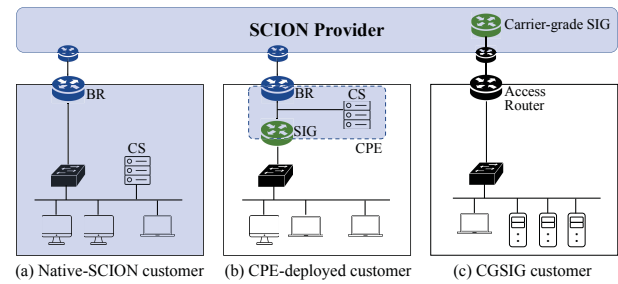 SCION Provider
Carrier-grade SIG
BR
BR
CS
Access
Router
SIG
CS
CPE
(a) Native-SCION customer
(b) CPE-deployed customer
(c) CGSIG customer